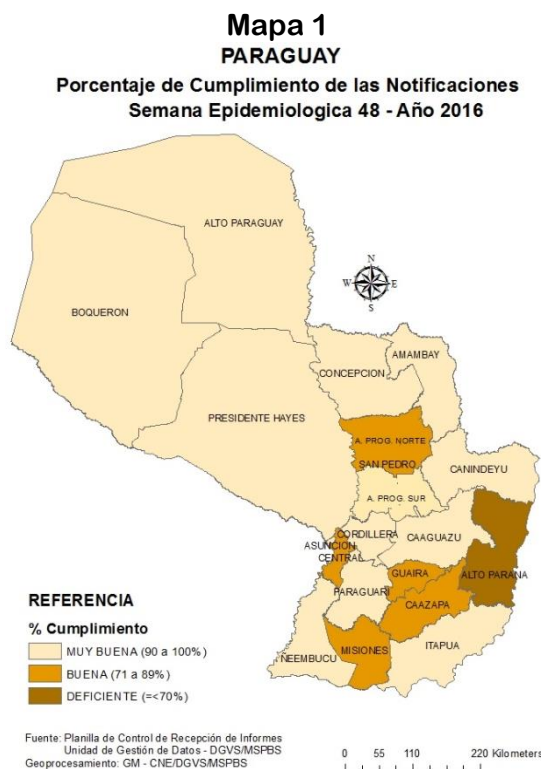 Mapa 1
PARAGUAY
Porcentaje de Cumplimiento de las Notificaciones
Semana Epidemiologica 48 - Año 2016
ALTO PARAGUAY
N
W E
S
BOQUERON
AMAMBAY
CONCEPCION
PRESIDENTE HAYES
A. PROG. NORTE
SAN PEDRO
CANINDEYU
A. PROG. SUR
CORDILLERA
CAAGUAZU
ASUNCION
CENTRAL
GUAIRA
ALTO PARANA
PARAGUARI
CAAZAPA
REFERENCIA
% Cumplimiento
MUY BUENA (90 a 100%)
BUENA (71 a 89%)
DEFICIENTE (=<70%)
ÑEEMBUCU
MISIONES
ITAPUA
Fuente: Planilla de Control de Recepción de Informes
Unidad de Gestión de Datos - DGVS/MSPBS
Geoprocesamiento: GM - CNE/DGVS/MSPBS
0 55 110 220 Kilometers